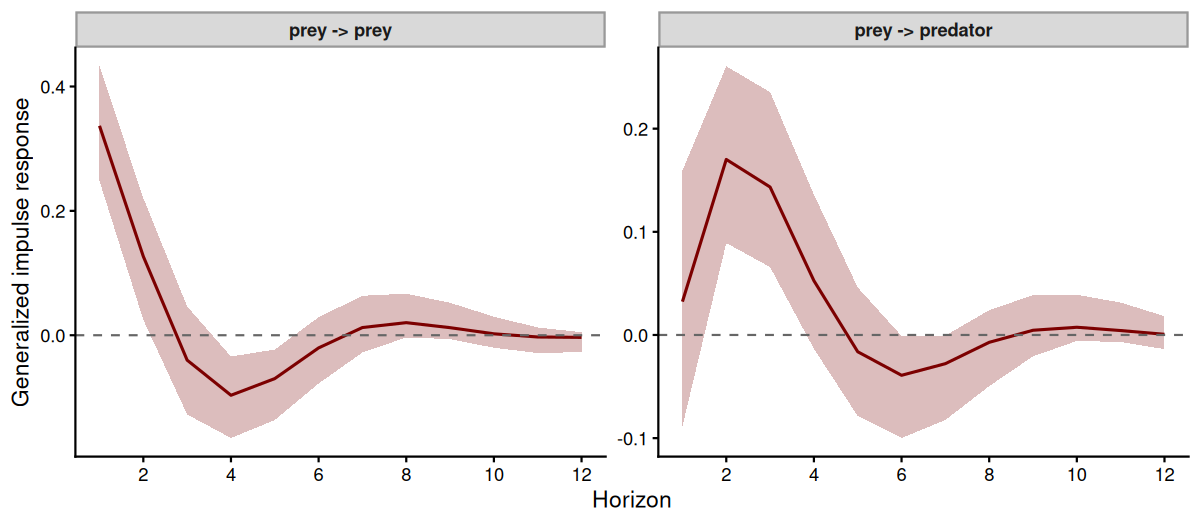 prey -> prey
prey -> predator
Generalized impulse response
0.4
0.2
0.0
0.2
0.1
0.0
-0.1
2 4 6 8 10 12
2 4 6 8 10 12
Horizon